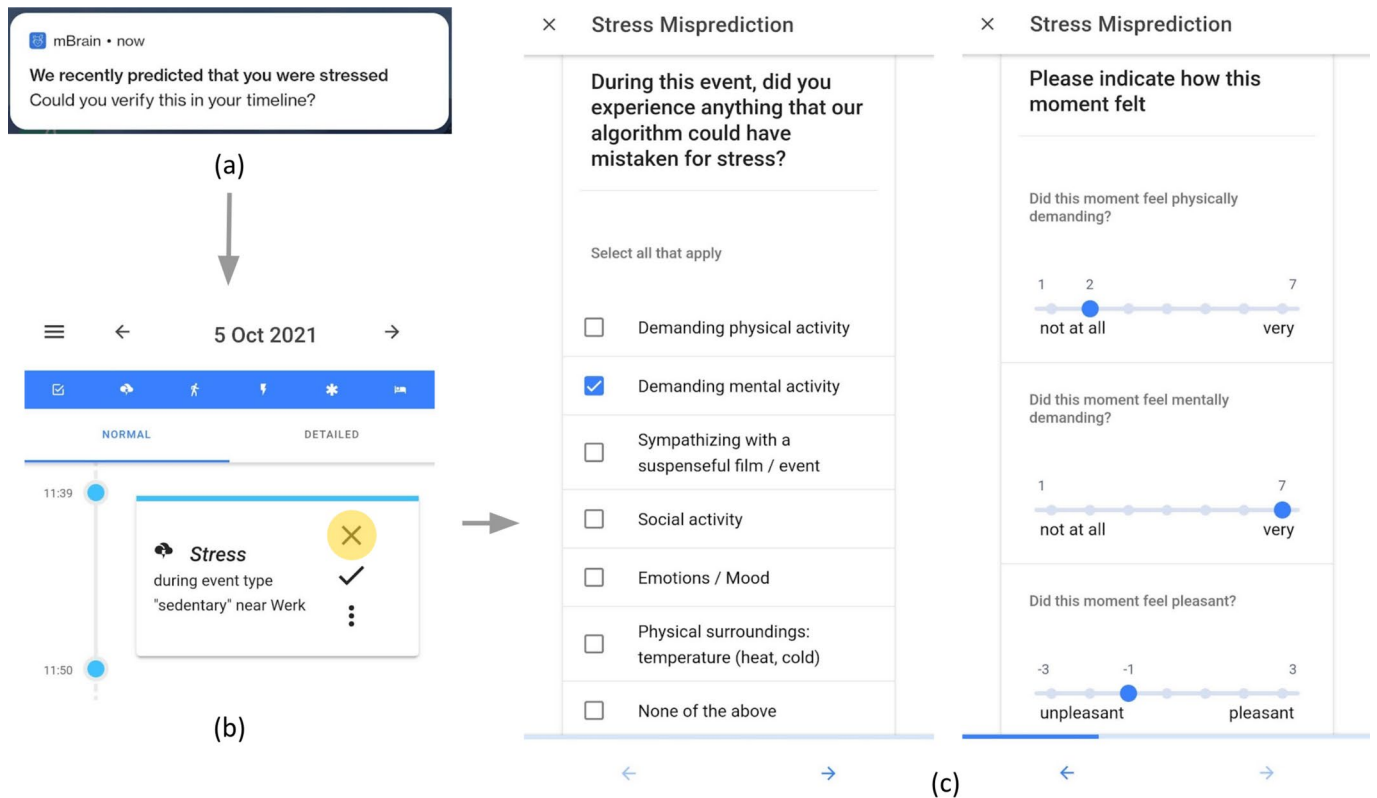 mBrain • now
We recently predicted that you were stressed
Could you verify this in your timeline?
(a)
5 Oct 2021
NORMAL
DETAILED
11:39
Stress
during event type
"sedentary" near Werk
11:50
(b)
Stress Misprediction
During this event, did you
experience anything that our
algorithm could have
mistaken for stress?
Select all that apply
Demanding physical activity
Demanding mental activity
Sympathizing with a
suspenseful film / event
Social activity
Emotions / Mood
Physical surroundings:
temperature (heat, cold)
None of the above
Stress Misprediction
Please indicate how this
moment felt
Did this moment feel physically
demanding?
1 2 7
not at all very
Did this moment feel mentally
demanding?
1 7
not at all very
Did this moment feel pleasant?
-3 -1 3
unpleasant pleasant
(c)